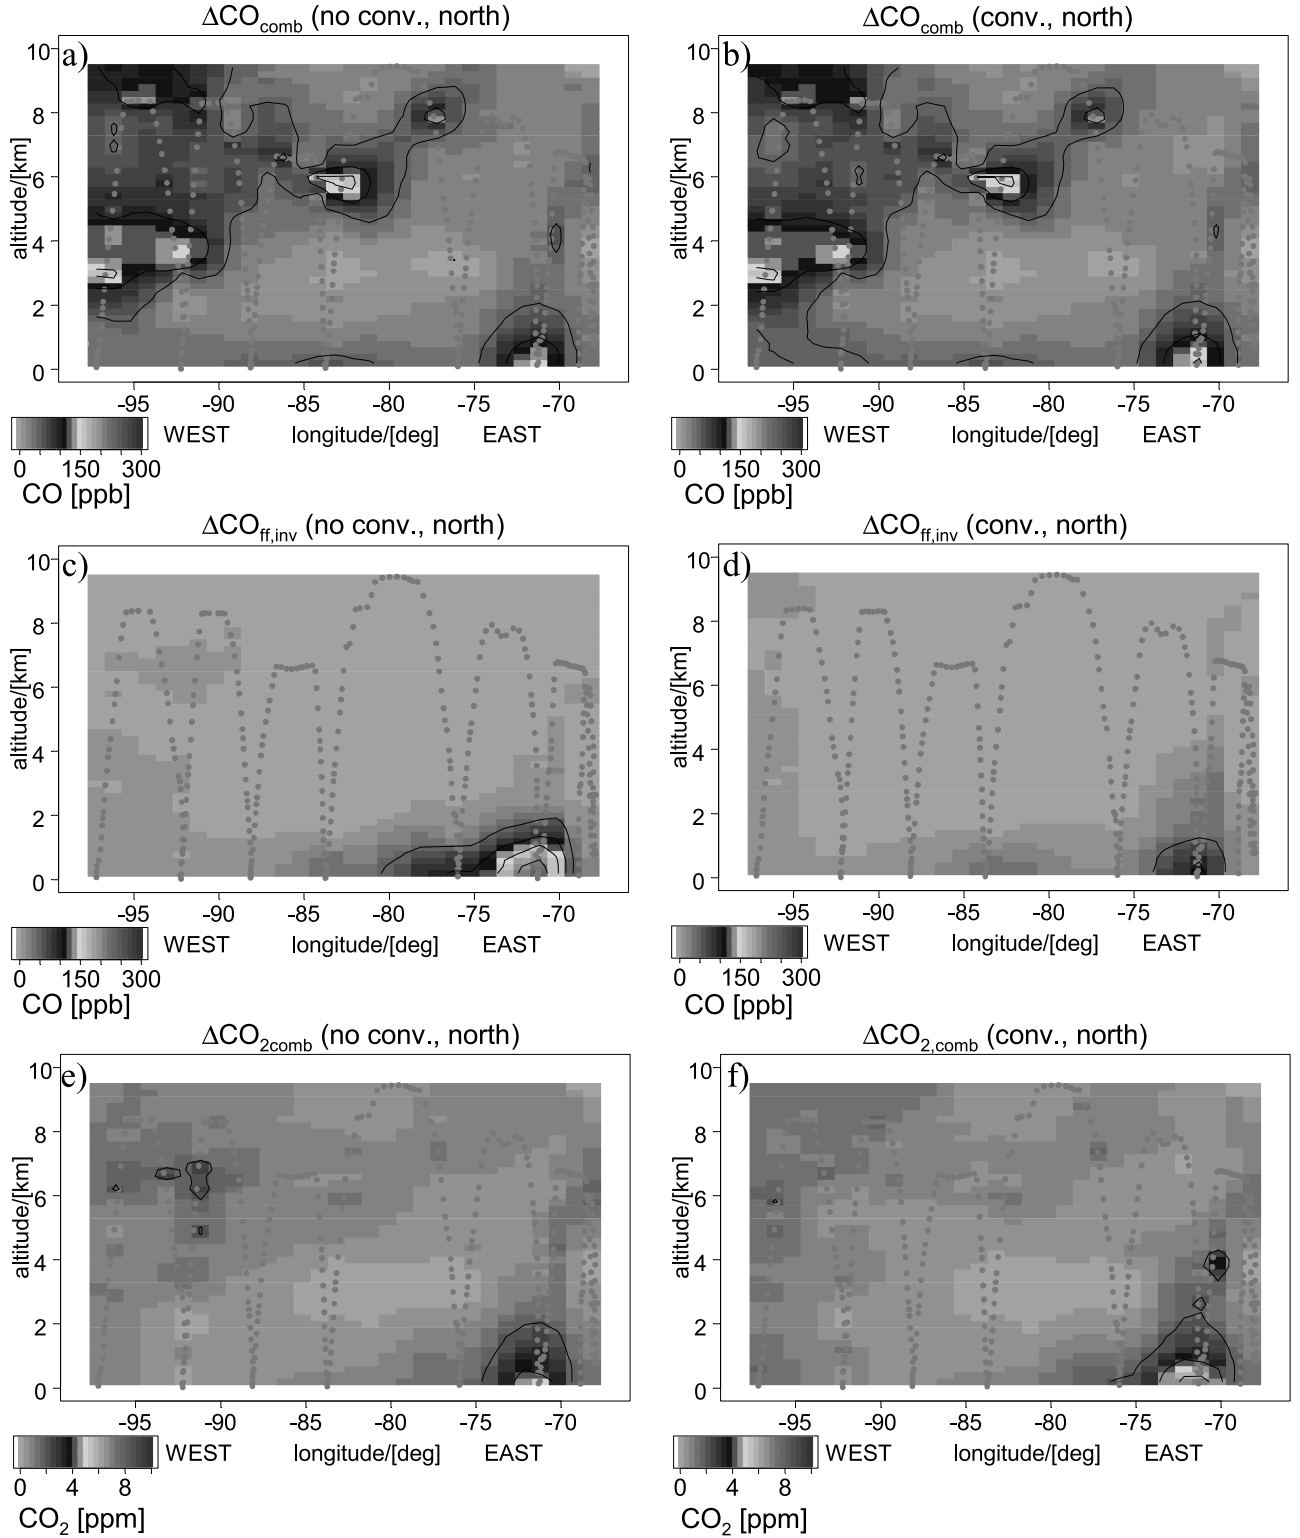 ΔCOcomb (no conv., north)
a)
10
8
6
4
2
0
altitude/[km]
-95 -90 -85 -80 -75 -70
WEST longitude/[deg] EAST
0 150 300
CO [ppb]
ΔCOcomb (conv., north)
b)
10
8
6
4
2
0
altitude/[km]
-95 -90 -85 -80 -75 -70
WEST longitude/[deg] EAST
0 150 300
CO [ppb]
ΔCOff,inv (no conv., north)
c)
10
8
6
4
2
0
altitude/[km]
-95 -90 -85 -80 -75 -70
WEST longitude/[deg] EAST
0 150 300
CO [ppb]
ΔCOff,inv (conv., north)
d)
10
8
6
4
2
0
altitude/[km]
-95 -90 -85 -80 -75 -70
WEST longitude/[deg] EAST
0 150 300
CO [ppb]
ΔCO2comb (no conv., north)
e)
10
8
6
4
2
0
altitude/[km]
-95 -90 -85 -80 -75 -70
WEST longitude/[deg] EAST
0 4 8
CO2 [ppm]
ΔCO2,comb (conv., north)
f)
10
8
6
4
2
0
altitude/[km]
-95 -90 -85 -80 -75 -70
WEST longitude/[deg] EAST
0 4 8
CO2 [ppm]